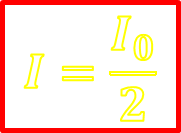 I = I₀/2